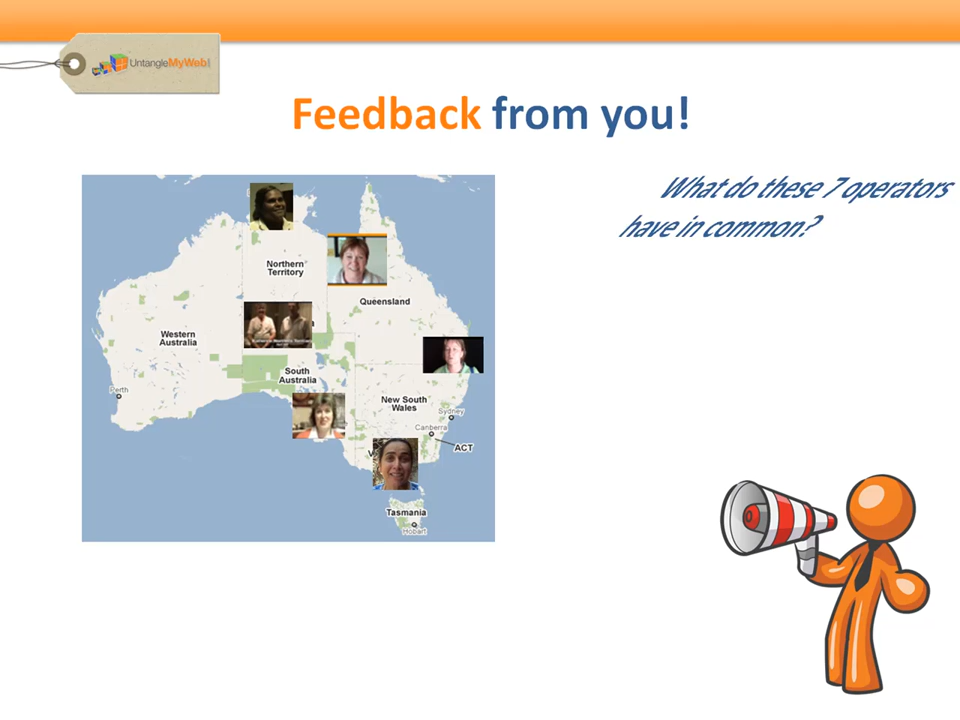 UntangleMyWeb!
Feedback from you!
What do these 7 operators
have in common?
Northern
Territory
Queensland
Western
Australia
South
Australia
Perth
New South
Wales
Sydney
Canberra
ACT
Tasmania
Hobart